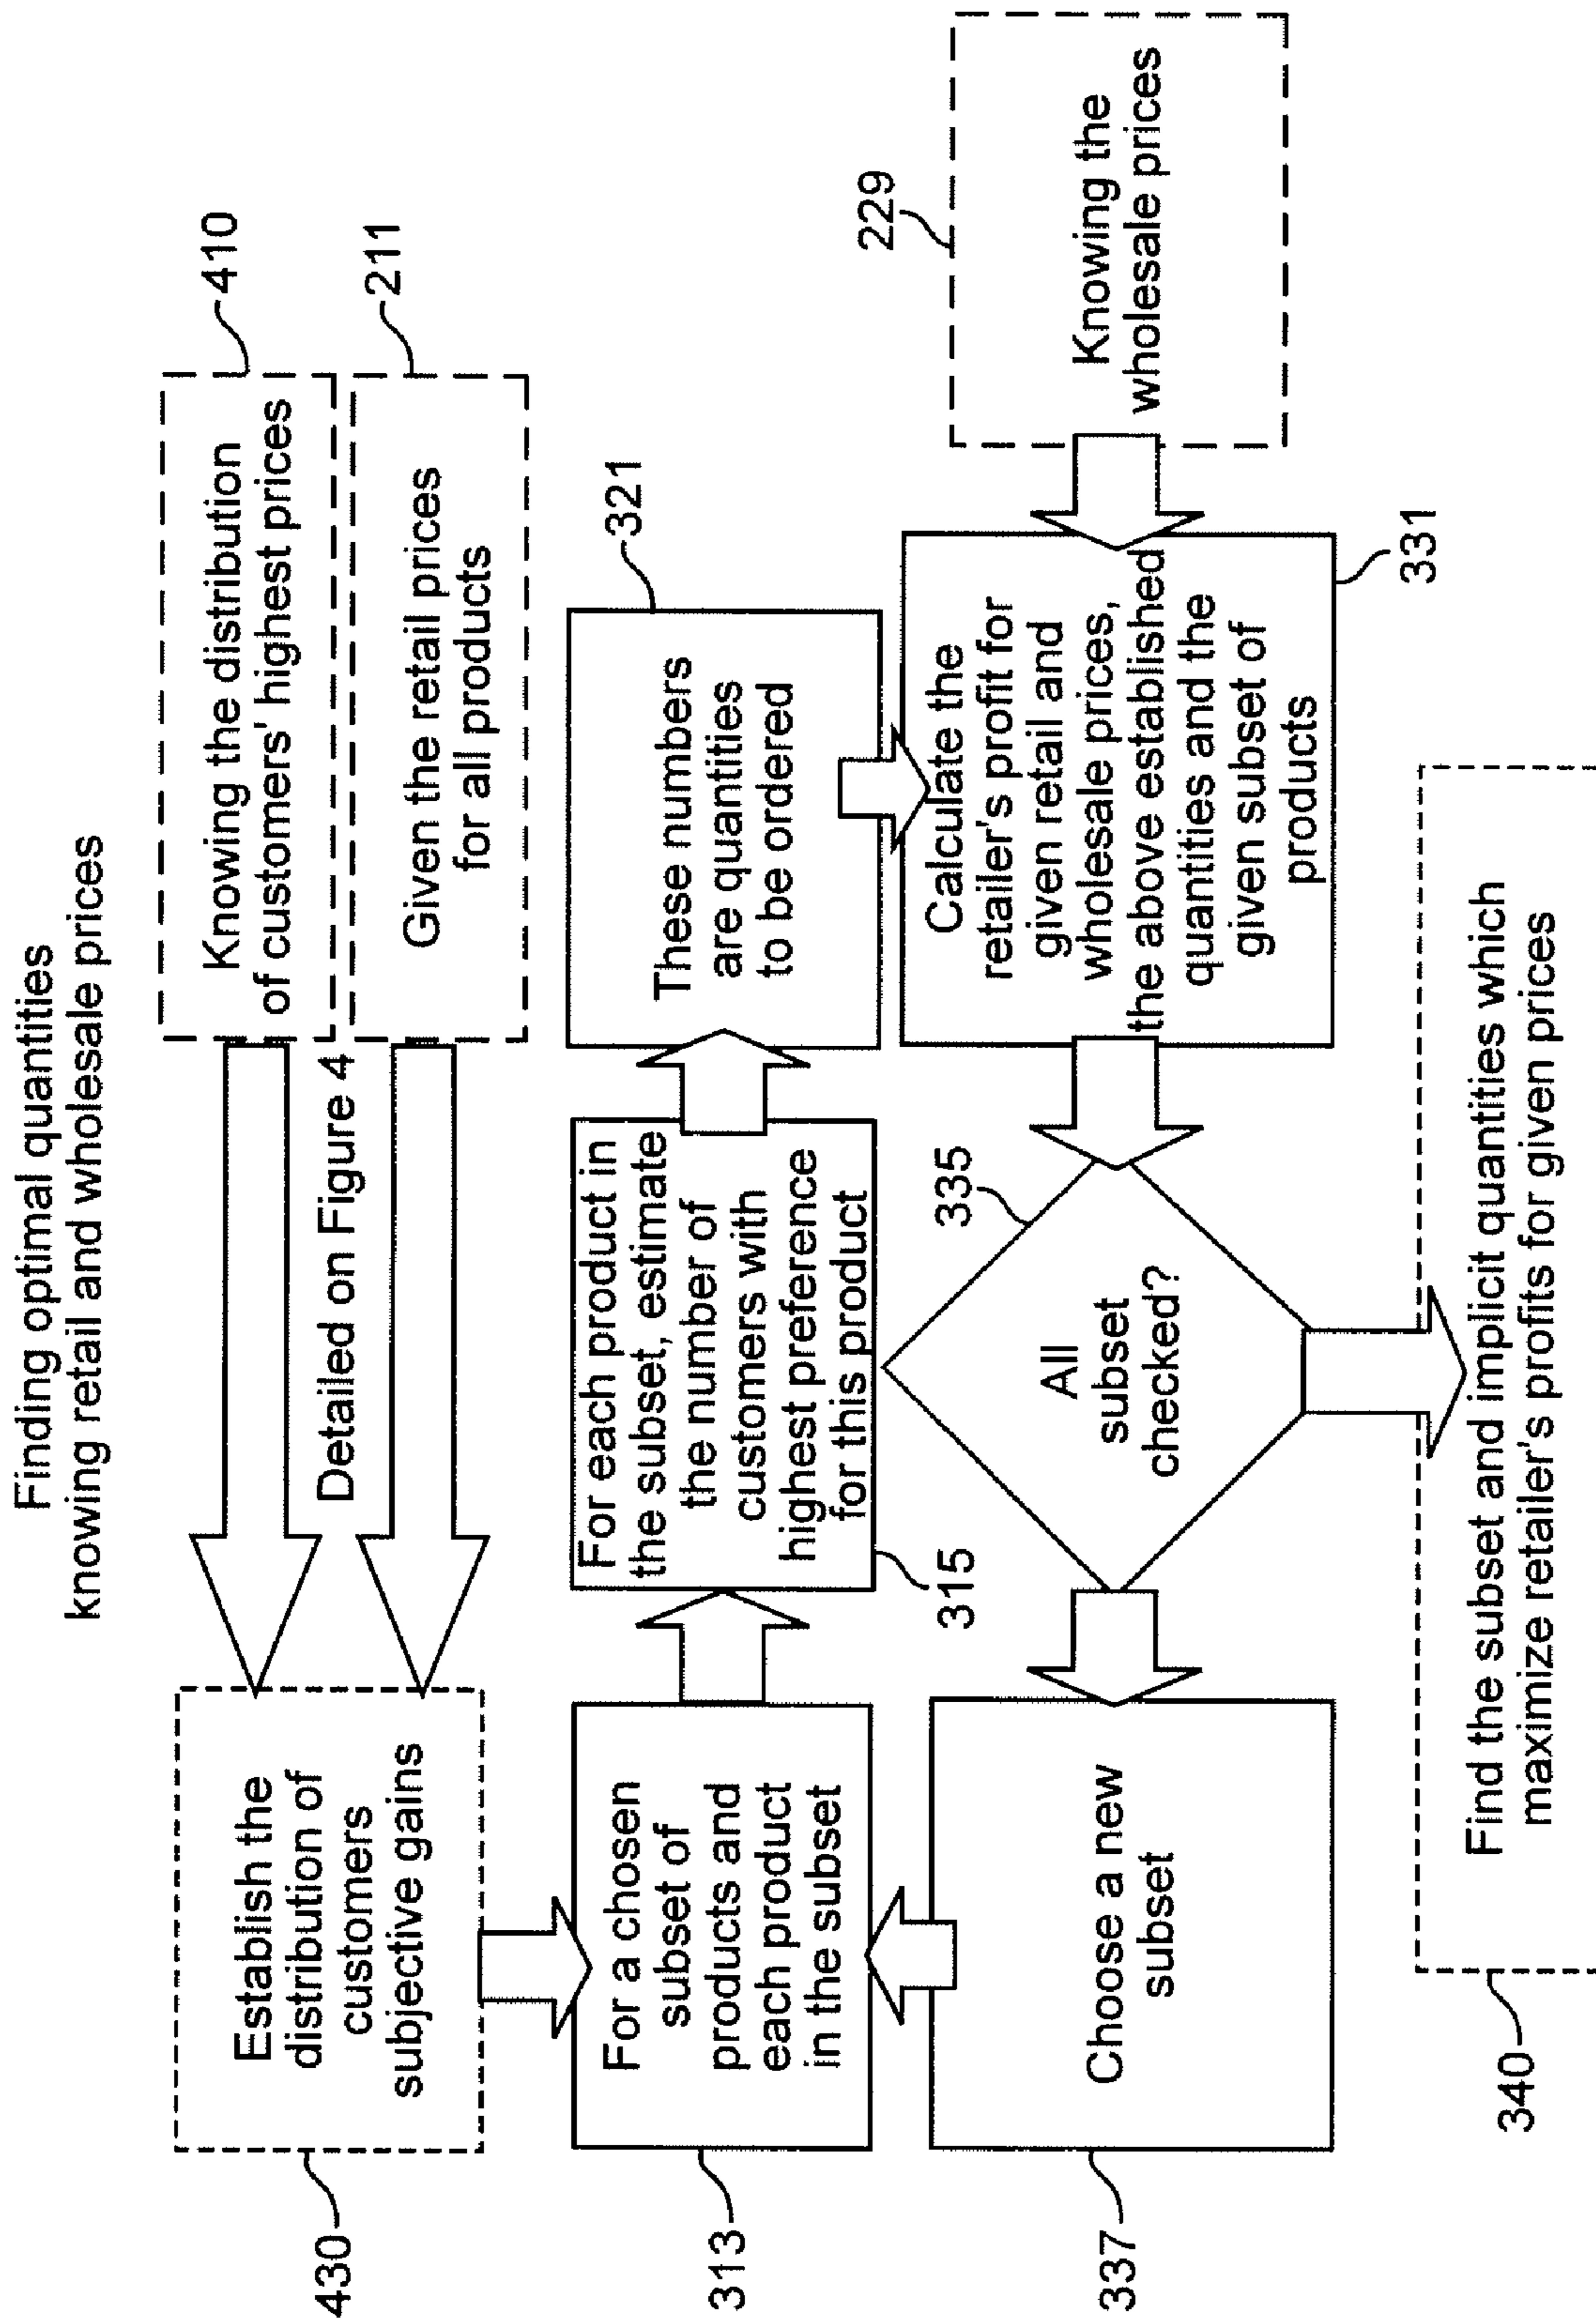 Finding optimal quantities
knowing retail and wholesale prices
410
Knowing the distribution
of customers' highest prices
211
Given the retail prices
for all products
Detailed on Figure 4
430
Establish the
distribution of
customers
subjective gains
313
For a chosen
subset of
products and
each product
in the subset
315
For each product in
the subset, estimate
the number of
customers with
highest preference
for this product
321
These numbers
are quantities
to be ordered
229
Knowing the
wholesale prices
331
Calculate the
retailer's profit for
given retail and
wholesale prices,
the above established
quantities and the
given subset of
products
335
All
subset
checked?
337
Choose a new
subset
340
Find the subset and implicit quantities which
maximize retailer's profits for given prices